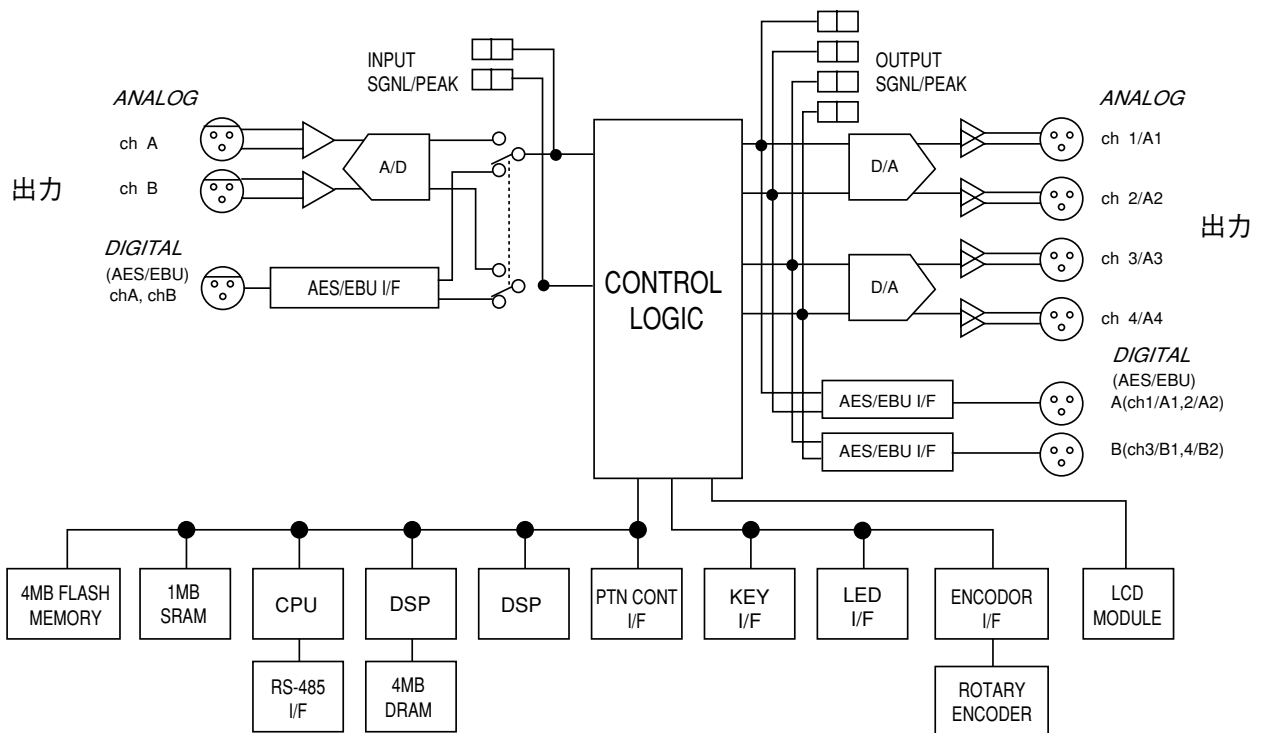 INPUT
SGNL/PEAK
OUTPUT
SGNL/PEAK
ANALOG
ch A
ch B
A/D
出力
DIGITAL
(AES/EBU)
chA, chB
AES/EBU I/F
CONTROL
LOGIC
D/A
D/A
ANALOG
ch 1/A1
ch 2/A2
出力
ch 3/A3
ch 4/A4
DIGITAL
(AES/EBU)
A(ch1/A1,2/A2)
AES/EBU I/F
B(ch3/B1,4/B2)
AES/EBU I/F
4MB FLASH
MEMORY
1MB
SRAM
CPU
DSP
DSP
PTN CONT
I/F
KEY
I/F
LED
I/F
ENCODOR
I/F
LCD
MODULE
RS-485
I/F
4MB
DRAM
ROTARY
ENCODER